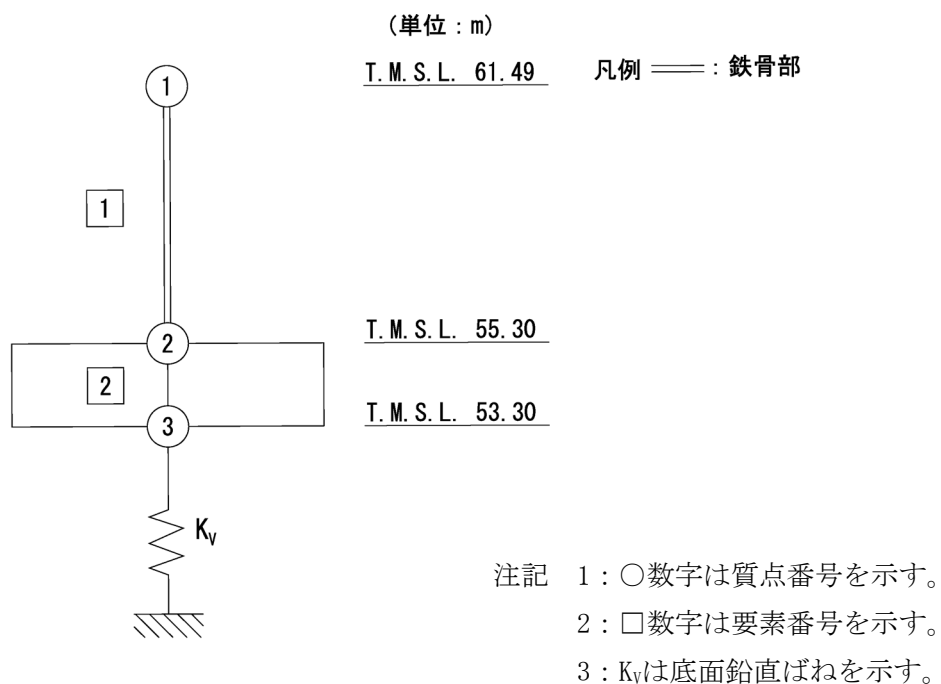 (単位:m)
T.M.S.L. 61.49 凡例 :鉄骨部
1
1
T.M.S.L. 55.30
2
2
T.M.S.L. 53.30
3
Kv
注記 1:○数字は質点番号を示す。
2:□数字は要素番号を示す。
3:Kvは底面鉛直ばねを示す。